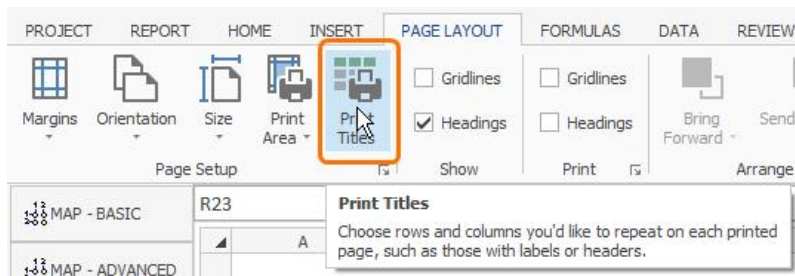 PROJECT REPORT HOME INSERT PAGE LAYOUT FORMULAS DATA REVIEW
Gridlines Gridlines
Margins Orientation Size Print Print Bring Send
Headings Headings
Area Titles Forward
Page Setup Show Print Arrange
MAP - BASIC R23 Print Titles
Choose rows and columns you'd like to repeat on each printed
A page, such as those with labels or headers.
MAP - ADVANCED